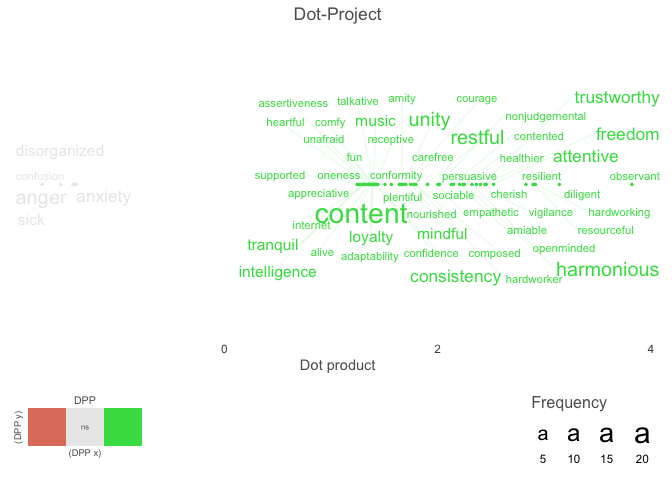 Dot-Project
assertiveness talkative amity courage trustworthy
heartful comfy music unity nonjudgemental
unafraid receptive restful contented freedom
disorganized fun carefree healthier attentive
confusion supported oneness conformity persuasive resilient observant
anger anxiety appreciative plentiful sociable cherish diligent
sick content nourished empathetic vigilance hardworking
internet loyalty mindful amiable resourceful
tranquil alive adaptability confidence composed openminded
intelligence consistency hardworker harmonious
0 2 4
Dot product
DPP
(DPP y)
ns
(DPP x)
Frequency
a a a a
5 10 15 20